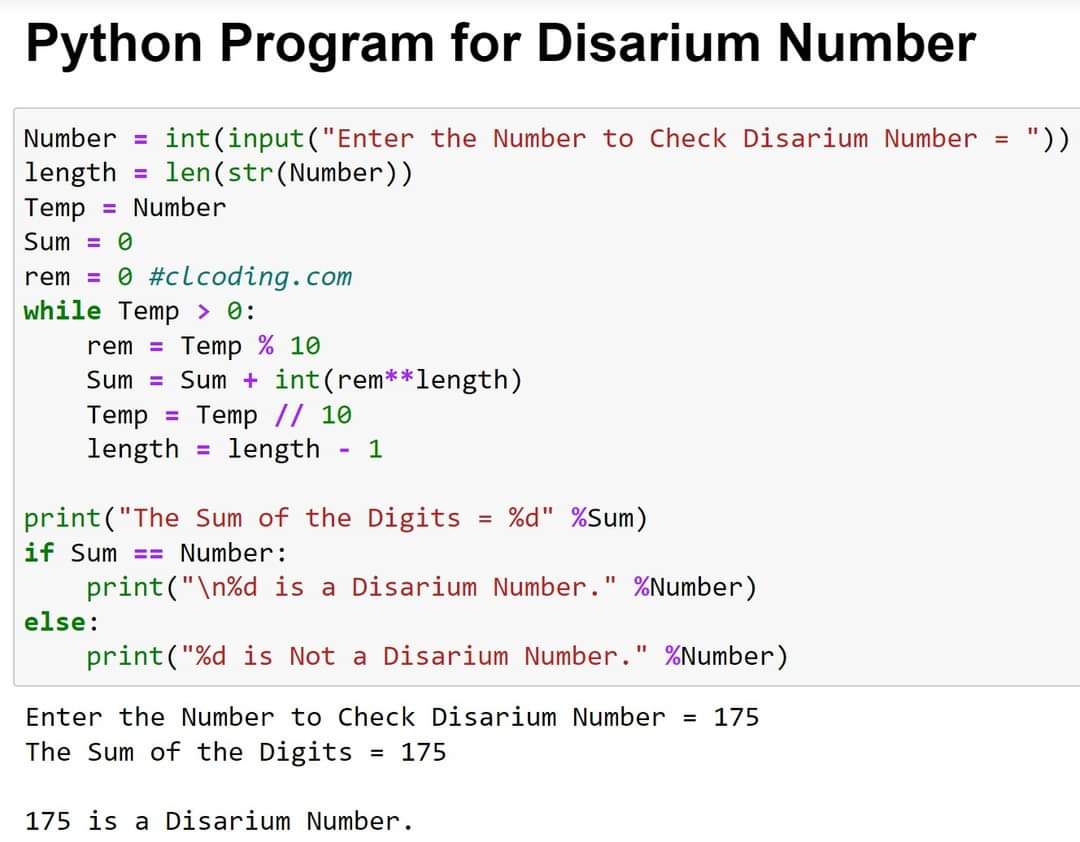 Python Program for Disarium Number
Number = int(input("Enter the Number to Check Disarium Number = "))
length = len(str(Number))
Temp = Number
Sum = 0
rem = 0 #clcoding.com
while Temp > 0:
    rem = Temp % 10
    Sum = Sum + int(rem**length)
    Temp = Temp // 10
    length = length - 1

print("The Sum of the Digits = %d" %Sum)
if Sum == Number:
    print("\n%d is a Disarium Number." %Number)
else:
    print("%d is Not a Disarium Number." %Number)
Enter the Number to Check Disarium Number = 175
The Sum of the Digits = 175

175 is a Disarium Number.